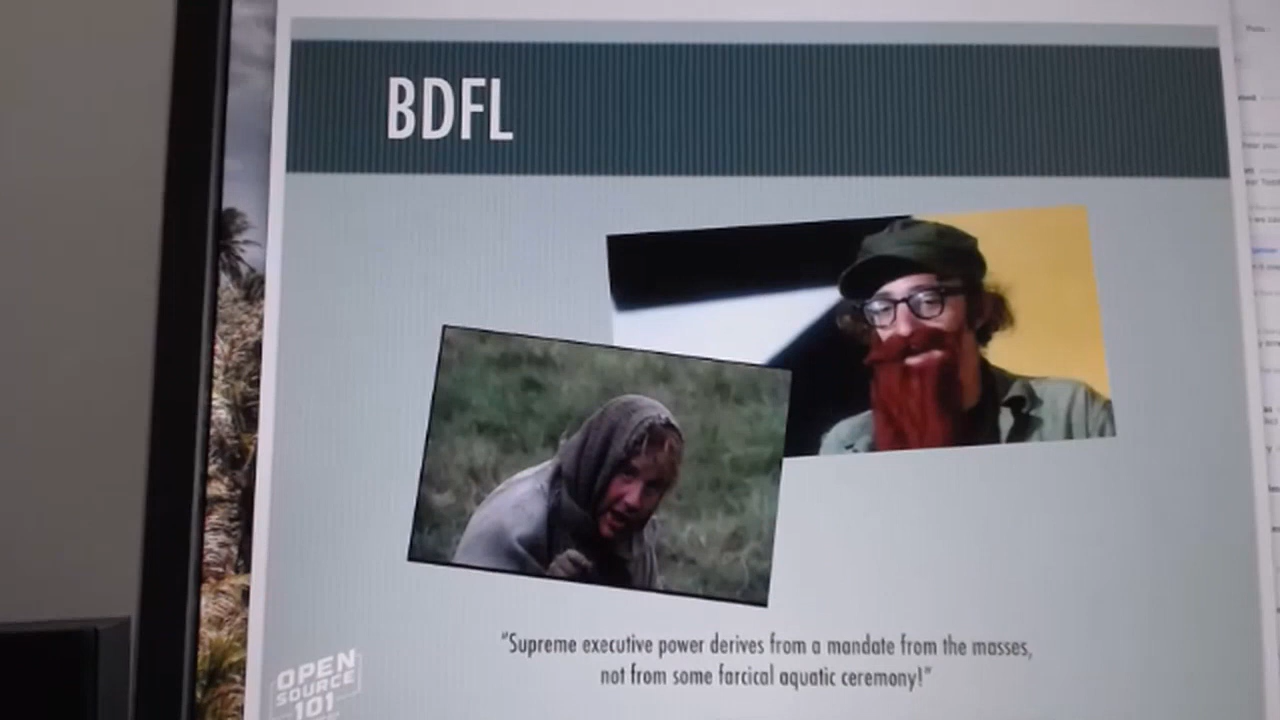 BDFL
"Supreme executive power derives from a mandate from the masses,
not from some farcical aquatic ceremony!"
OPEN
SOURCE
101